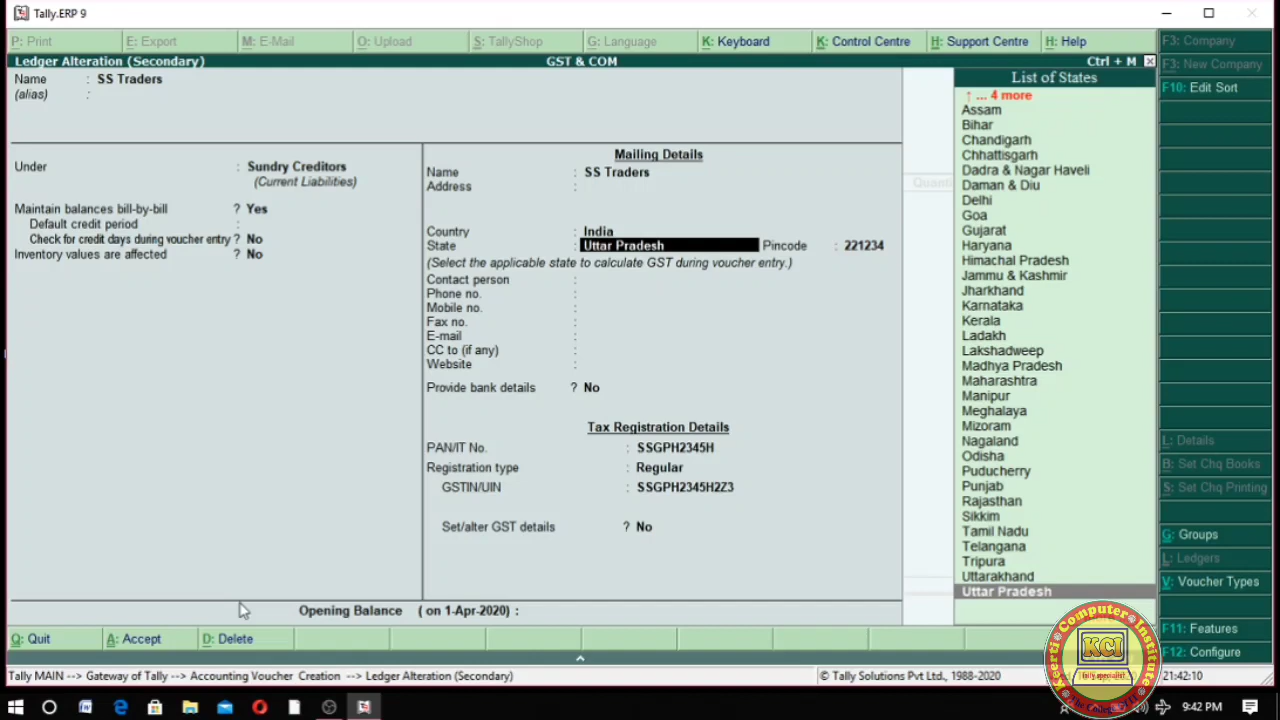 Tally.ERP 9
P: Print E: Export M: E-Mail O: Upload S: TallyShop G: Language K: Keyboard K: Control Centre H: Support Centre H: Help
F3: Company
Ledger Alteration (Secondary) GST & COM Ctrl + M
F3: New Company
Name : SS Traders
(alias) :
F10: Edit Sort
List of States
↑ ... 4 more
Assam
Bihar
Chandigarh
Chhattisgarh
Dadra & Nagar Haveli
Daman & Diu
Delhi
Goa
Gujarat
Haryana
Himachal Pradesh
Jammu & Kashmir
Jharkhand
Karnataka
Kerala
Ladakh
Lakshadweep
Madhya Pradesh
Maharashtra
Manipur
Meghalaya
Mizoram
Nagaland
Odisha
Puducherry
Punjab
Rajasthan
Sikkim
Tamil Nadu
Telangana
Tripura
Uttarakhand
Uttar Pradesh
Under : Sundry Creditors
(Current Liabilities)
Maintain balances bill-by-bill ? Yes
Default credit period :
Check for credit days during voucher entry ? No
Inventory values are affected ? No
Mailing Details
Name : SS Traders
Address :
Quanti
Country : India
State : Uttar Pradesh Pincode : 221234
(Select the applicable state to calculate GST during voucher entry.)
Contact person :
Phone no. :
Mobile no. :
Fax no. :
E-mail :
CC to (if any) :
Website :
Provide bank details ? No
Tax Registration Details
PAN/IT No. : SSGPH2345H
Registration type : Regular
GSTIN/UIN : SSGPH2345H2Z3
Set/alter GST details ? No
Opening Balance ( on 1-Apr-2020) :
L: Details
B: Set Chq Books
S: Set Chq Printing
G: Groups
L: Ledgers
V: Voucher Types
F11: Features
F12: Configure
Q: Quit A: Accept D: Delete
Tally MAIN --> Gateway of Tally --> Accounting Voucher Creation --> Ledger Alteration (Secondary) © Tally Solutions Pvt Ltd., 1988-2020 21:42:10
Computer Institute
KCI
tally specialist
9:42 PM